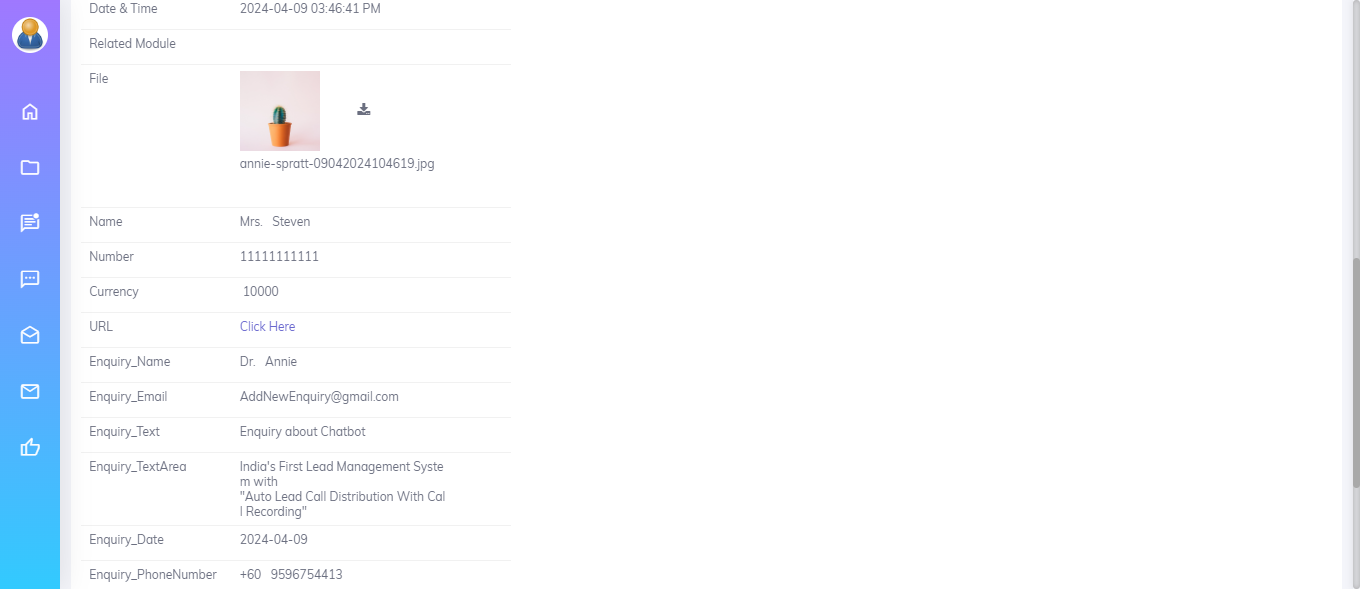 Date & Time 2024-04-09 03:46:41 PM
Related Module
File
annie-spratt-09042024104619.jpg
Name Mrs. Steven
Number 11111111111
Currency 10000
URL Click Here
Enquiry_Name Dr. Annie
Enquiry_Email AddNewEnquiry@gmail.com
Enquiry_Text Enquiry about Chatbot
Enquiry_TextArea India's First Lead Management Syste
m with
"Auto Lead Call Distribution With Cal
l Recording"
Enquiry_Date 2024-04-09
Enquiry_PhoneNumber +60 9596754413